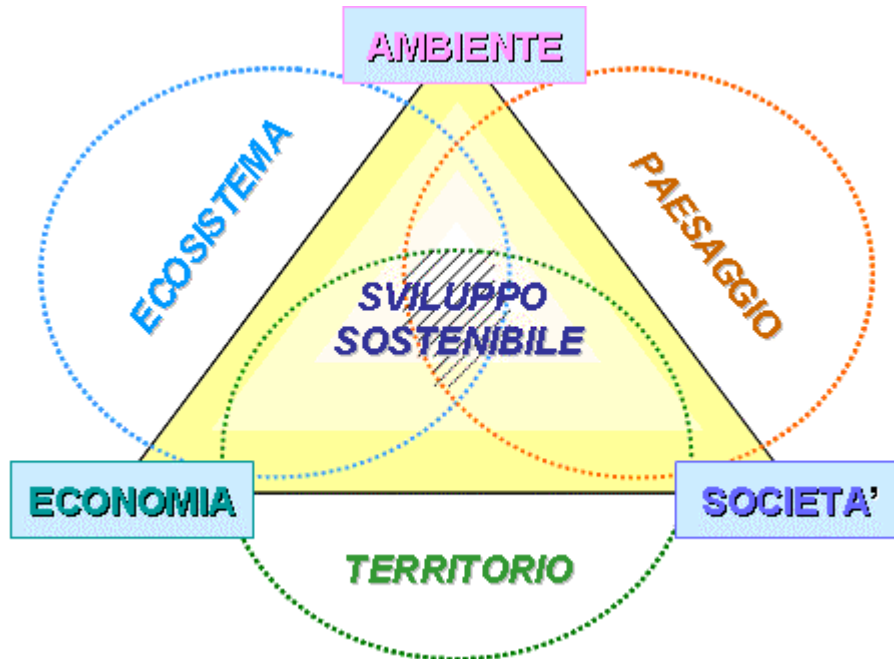 AMBIENTE
ECOSISTEMA
PAESAGGIO
SVILUPPO
SOSTENIBILE
ECONOMIA
SOCIETA'
TERRITORIO